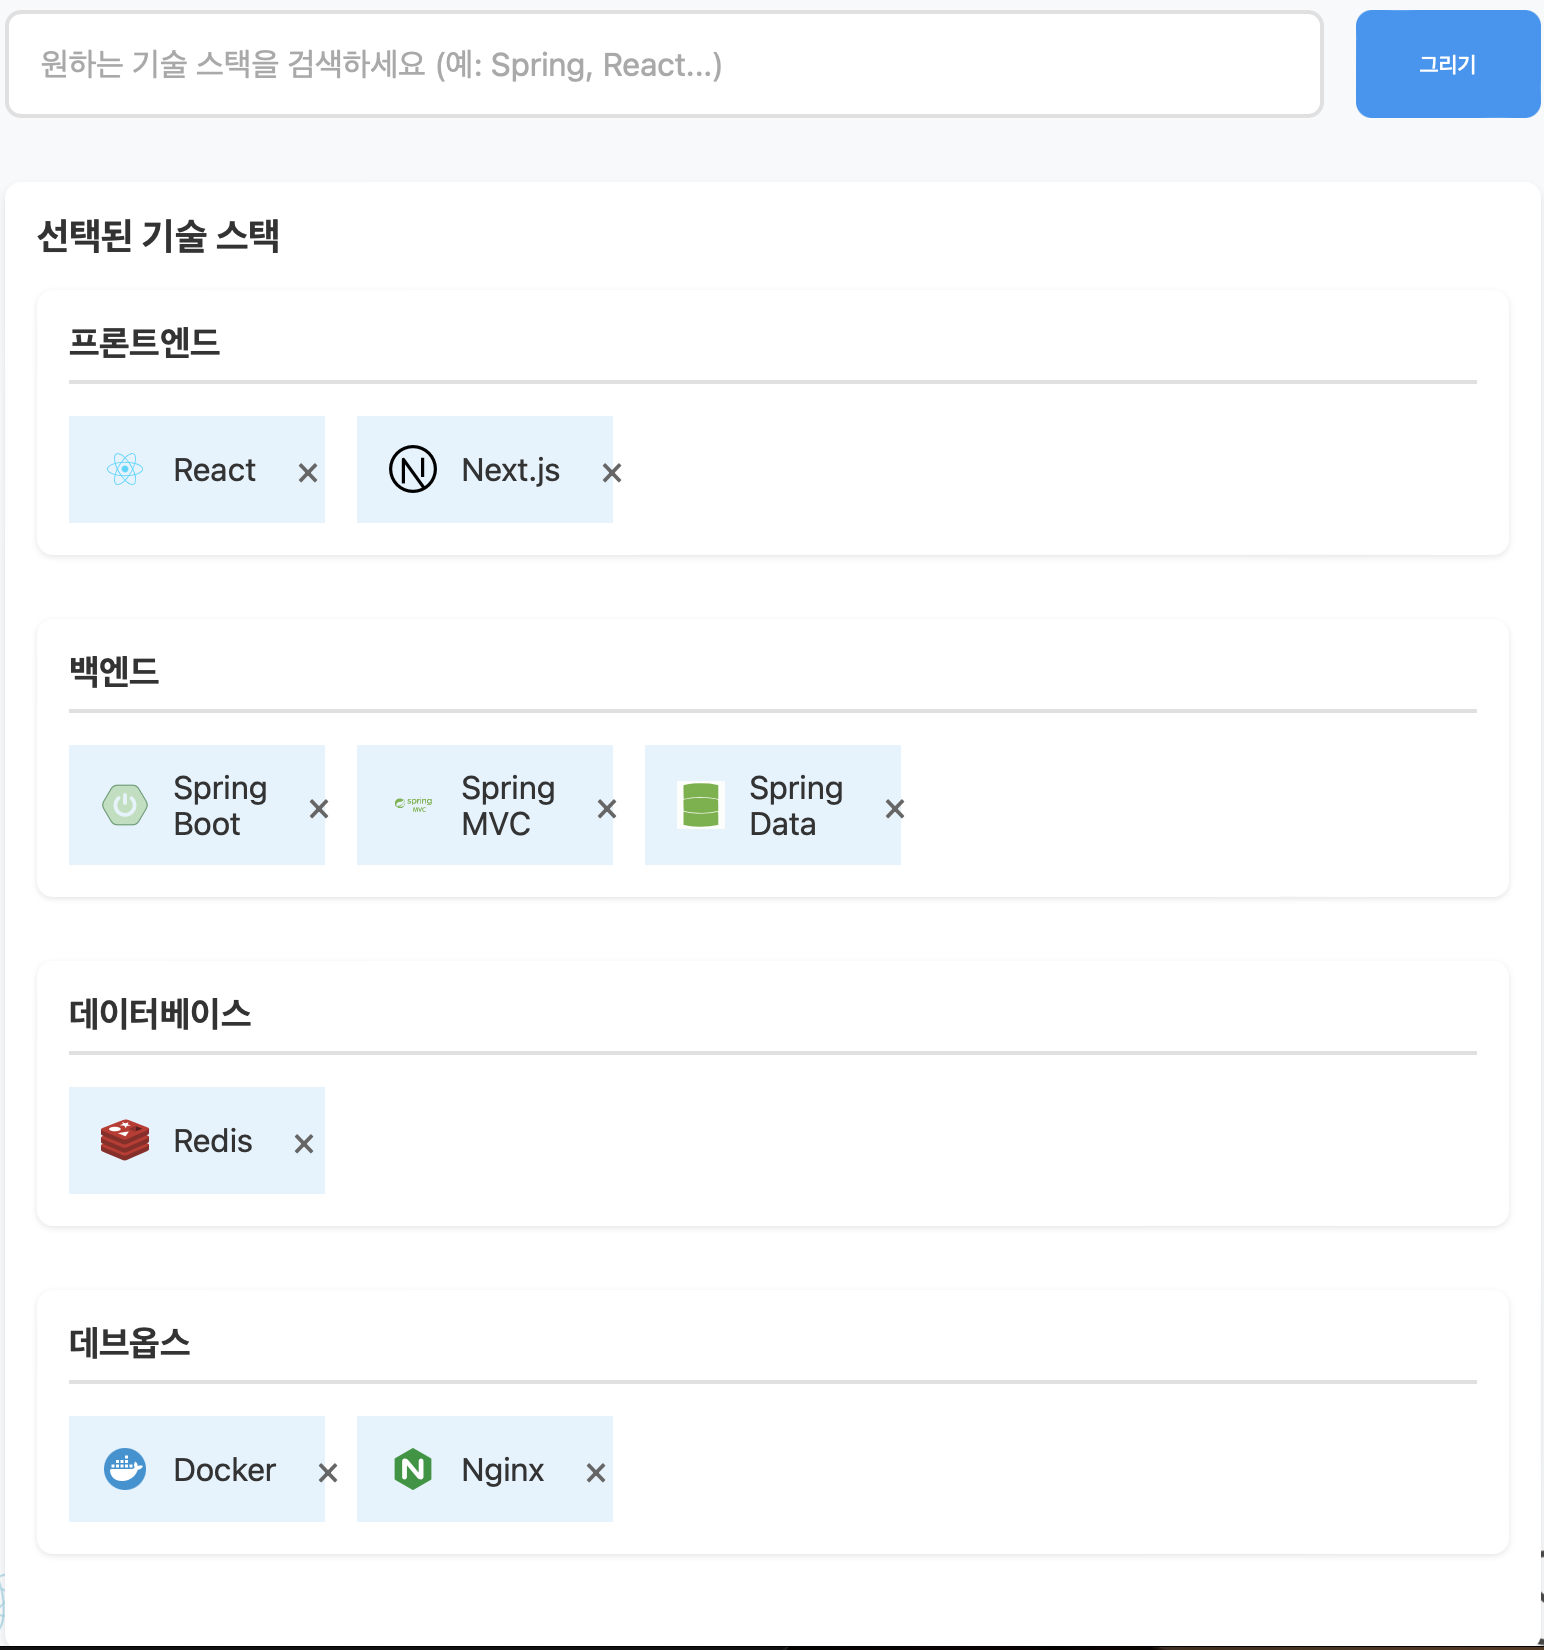 원하는 기술 스택을 검색하세요 (예: Spring, React...)
그리기
선택된 기술 스택
프론트엔드
React ×
Next.js ×
백엔드
Spring
Boot ×
spring
MVC
Spring
MVC ×
Spring
Data ×
데이터베이스
Redis ×
데브옵스
Docker ×
Nginx ×